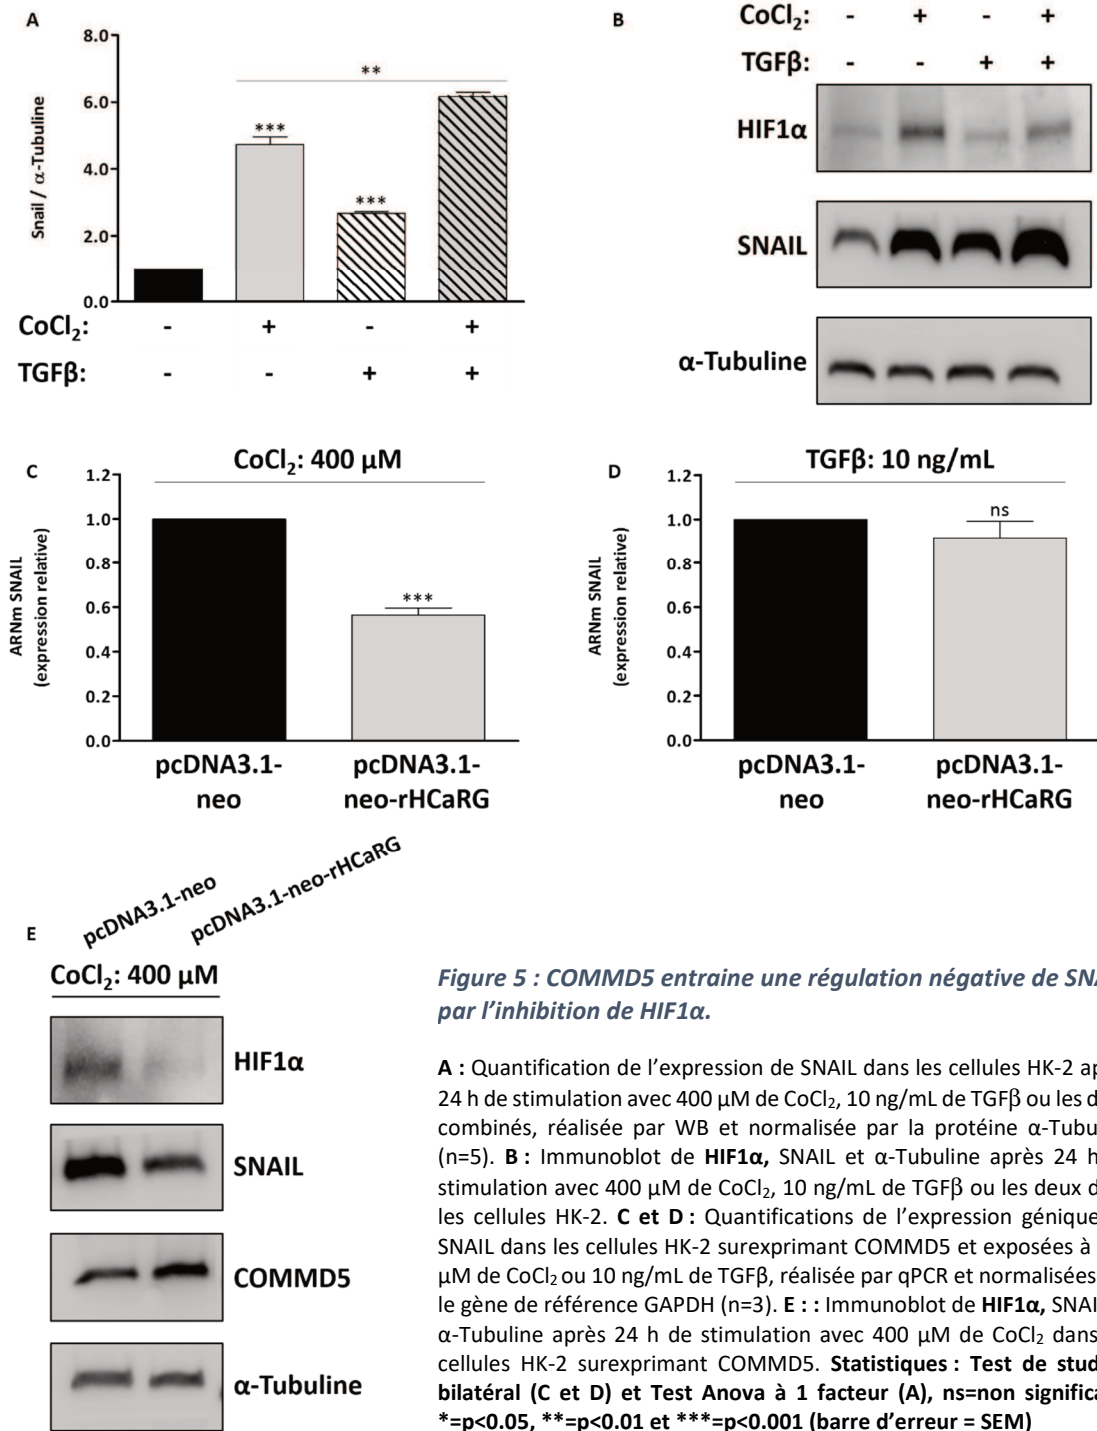 A
8.0
6.0
4.0
2.0
0.0
Snail / α-Tubuline
**
***
***
CoCl2: - + - +
TGFβ: - - + +
B
CoCl2: - + - +
TGFβ: - - + +
HIF1α
SNAIL
α-Tubuline
C
CoCl2: 400 µM
1.2
1.0
0.8
0.6
0.4
0.2
0.0
ARNm SNAIL
(expression relative)
***
pcDNA3.1-
neo
pcDNA3.1-
neo-rHCaRG
D
TGFβ: 10 ng/mL
1.2
1.0
0.8
0.6
0.4
0.2
0.0
ARNm SNAIL
(expression relative)
ns
pcDNA3.1-
neo
pcDNA3.1-
neo-rHCaRG
E
pcDNA3.1-neo
pcDNA3.1-neo-rHCaRG
CoCl2: 400 µM
HIF1α
SNAIL
COMMD5
α-Tubuline
Figure 5 : COMMD5 entraine une régulation négative de SNA
par l’inhibition de HIF1α.
A : Quantification de l’expression de SNAIL dans les cellules HK-2 ap
24 h de stimulation avec 400 µM de CoCl2, 10 ng/mL de TGFβ ou les d
combinés, réalisée par WB et normalisée par la protéine α-Tubu
(n=5). B : Immunoblot de HIF1α, SNAIL et α-Tubuline après 24 h
stimulation avec 400 µM de CoCl2, 10 ng/mL de TGFβ ou les deux d
les cellules HK-2. C et D : Quantifications de l’expression génique
SNAIL dans les cellules HK-2 surexprimant COMMD5 et exposées à
µM de CoCl2 ou 10 ng/mL de TGFβ, réalisée par qPCR et normalisées
le gène de référence GAPDH (n=3). E : : Immunoblot de HIF1α, SNAI
α-Tubuline après 24 h de stimulation avec 400 µM de CoCl2 dans
cellules HK-2 surexprimant COMMD5. Statistiques : Test de stud
bilatéral (C et D) et Test Anova à 1 facteur (A), ns=non significa
*=p<0.05, **=p<0.01 et ***=p<0.001 (barre d’erreur = SEM)